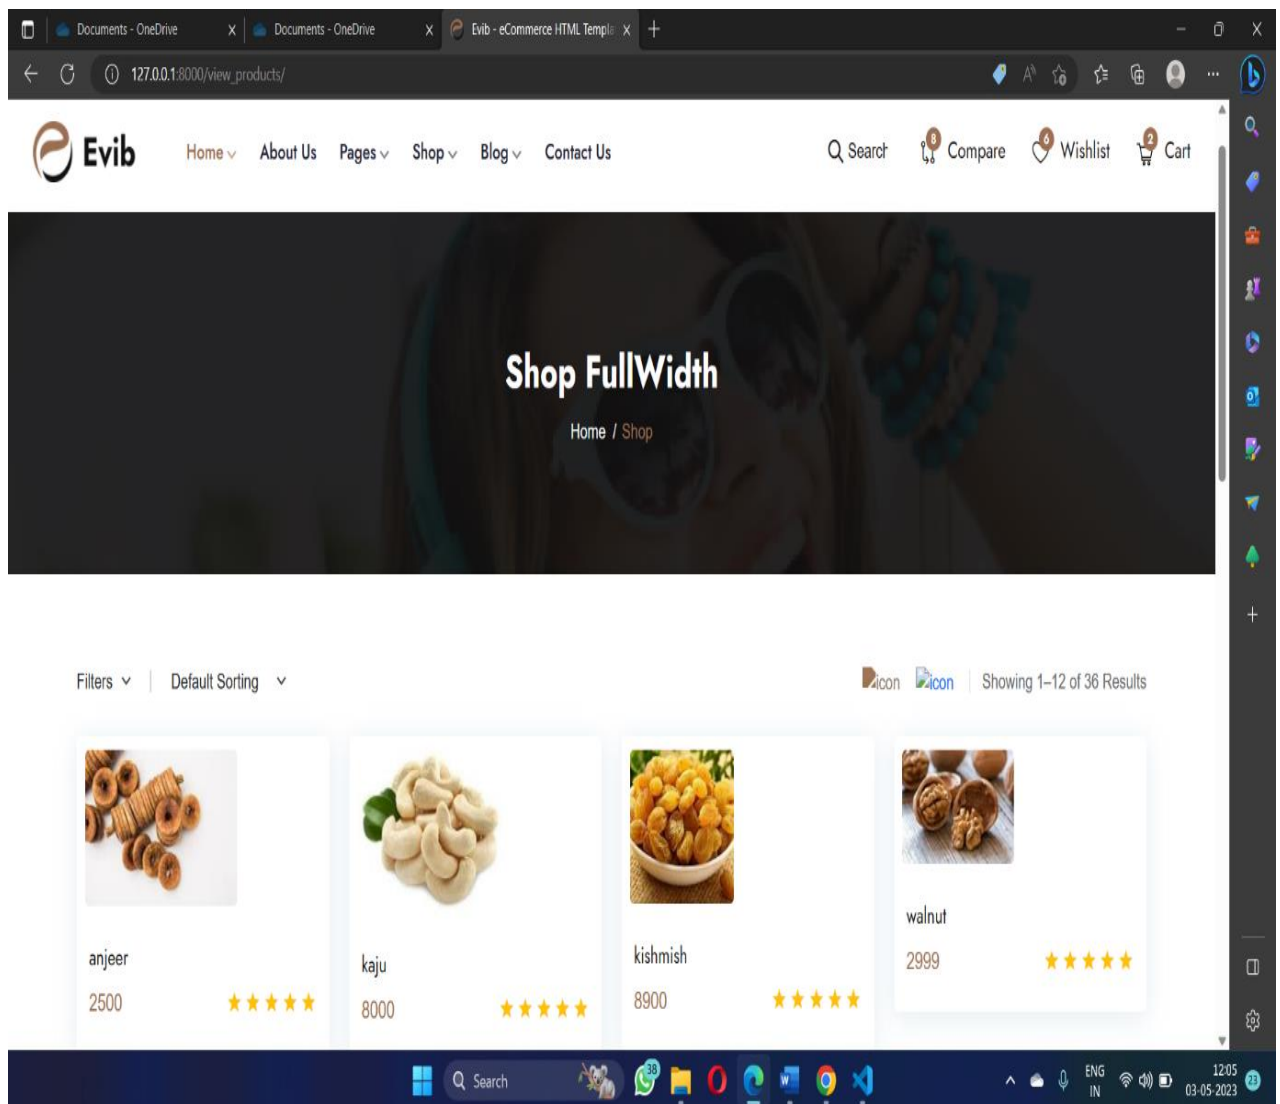 Documents - OneDrive
Documents - OneDrive
Evib - eCommerce HTML Templa
127.0.0.1:8000/view_products/
Evib
Home
About Us
Pages
Shop
Blog
Contact Us
Search
8
Compare
6
Wishlist
2
Cart
Shop FullWidth
Home / Shop
Filters
Default Sorting
icon
icon
Showing 1–12 of 36 Results
anjeer
2500
kaju
8000
kishmish
8900
walnut
2999
Search
38
ENG
IN
12:05
03-05-2023
23